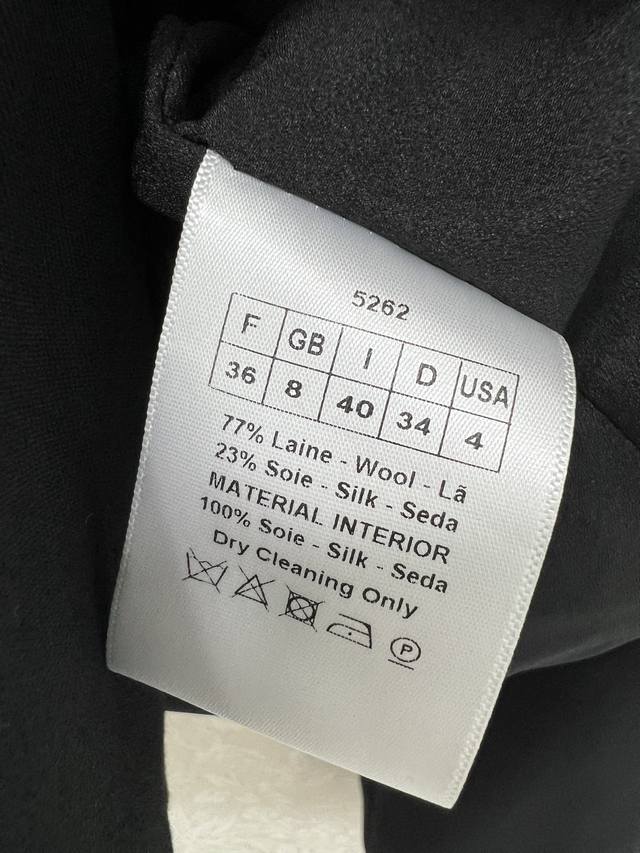 5262
F GB I D USA
36 8 40 34 4
77% Laine - Wool - Lã
23% Soie - Silk - Seda
MATERIAL INTERIOR
100% Soie - Silk - Seda
Dry Cleaning Only
P